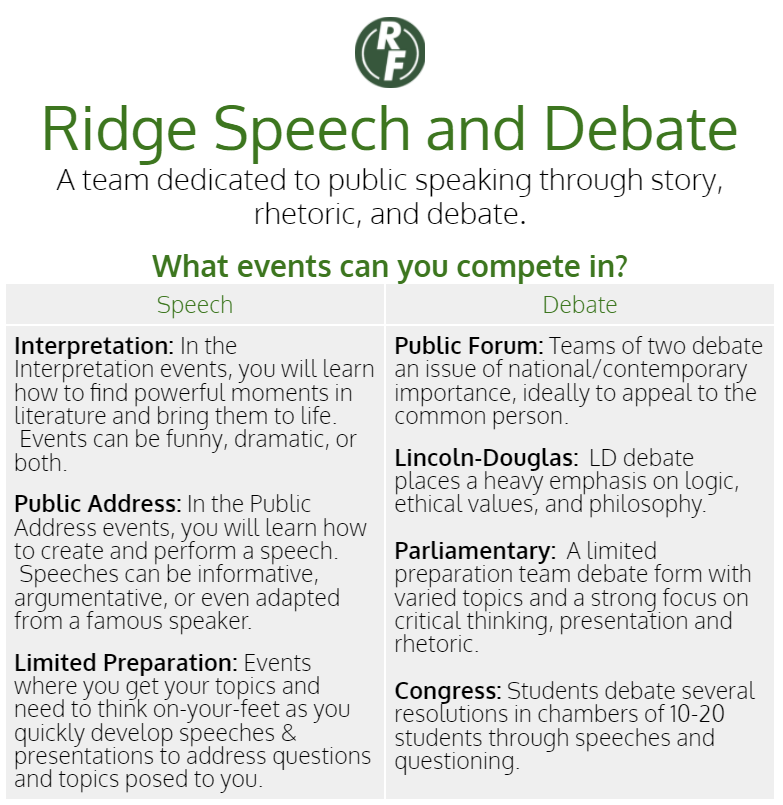 RF
Ridge Speech and Debate
A team dedicated to public speaking through story,
rhetoric, and debate.
What events can you compete in?
Speech
Interpretation: In the
Interpretation events, you will learn
how to find powerful moments in
literature and bring them to life.
Events can be funny, dramatic, or
both.
Public Address: In the Public
Address events, you will learn how
to create and perform a speech.
Speeches can be informative,
argumentative, or even adapted
from a famous speaker.
Limited Preparation: Events
where you get your topics and
need to think on-your-feet as you
quickly develop speeches &
presentations to address questions
and topics posed to you.
Debate
Public Forum: Teams of two debate
an issue of national/contemporary
importance, ideally to appeal to the
common person.
Lincoln-Douglas: LD debate
places a heavy emphasis on logic,
ethical values, and philosophy.
Parliamentary: A limited
preparation team debate form with
varied topics and a strong focus on
critical thinking, presentation and
rhetoric.
Congress: Students debate several
resolutions in chambers of 10-20
students through speeches and
questioning.